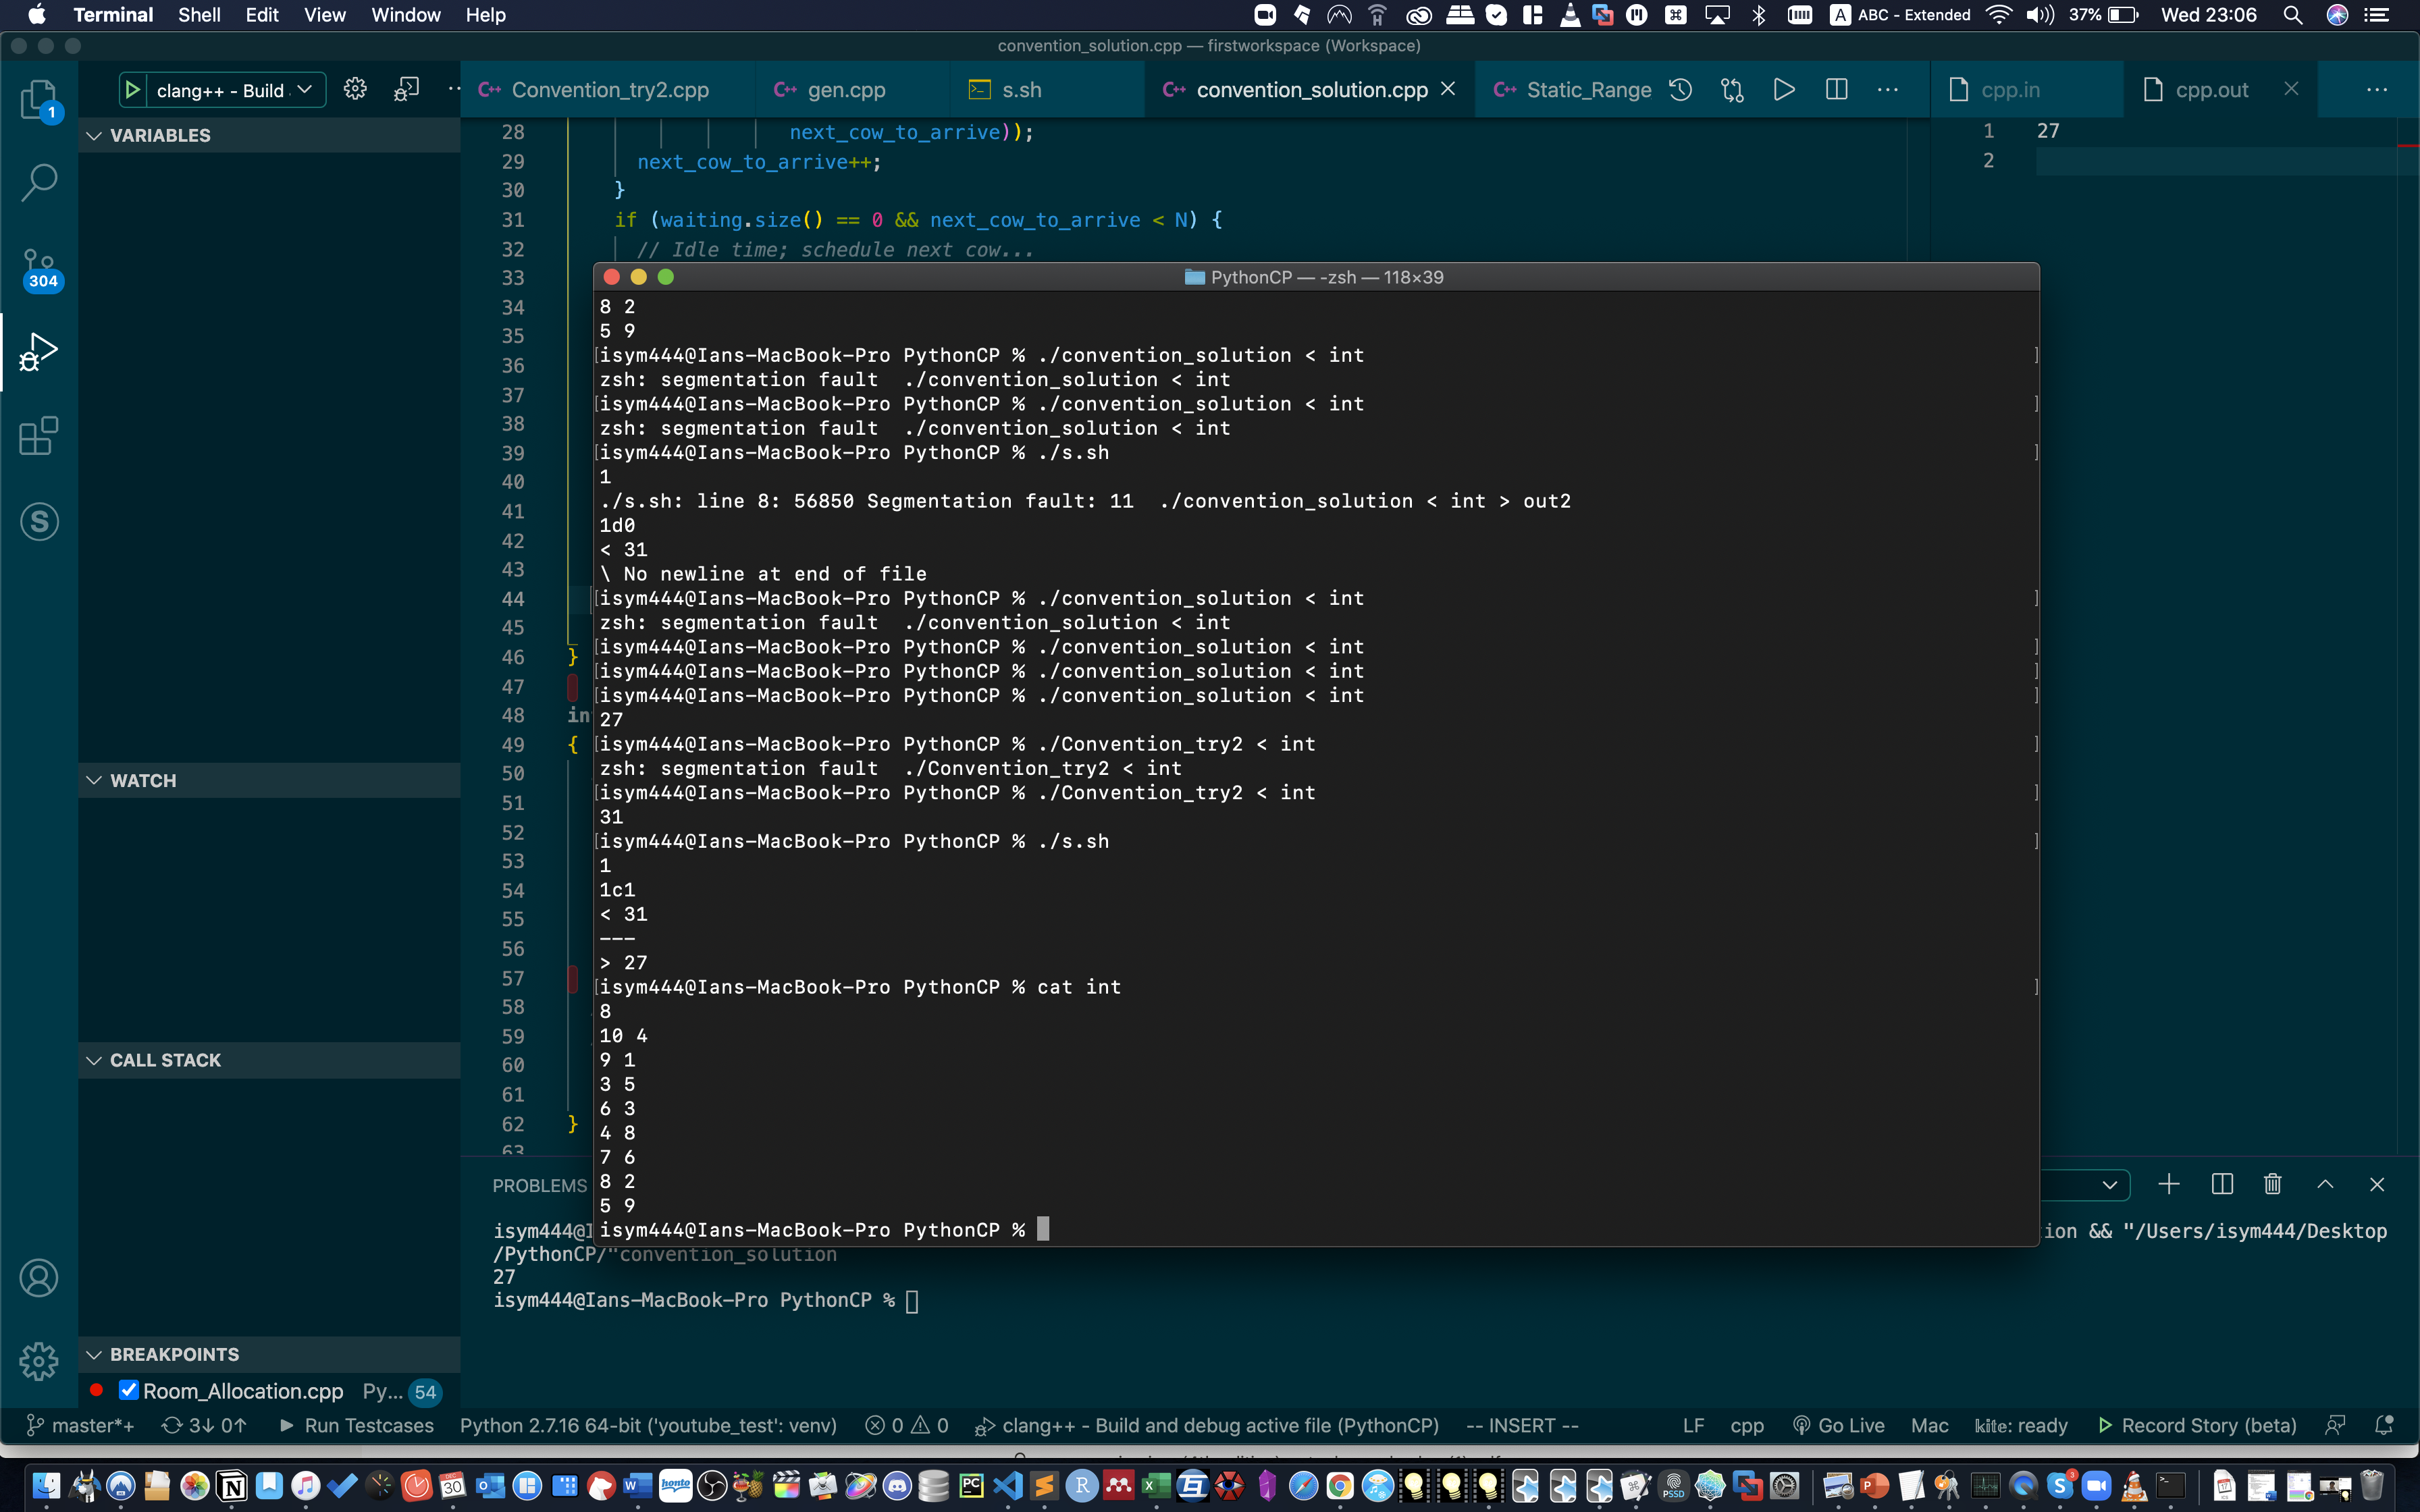 Terminal Shell Edit View Window Help
ABC - Extended 37% Wed 23:06
convention_solution.cpp — firstworkspace (Workspace)
clang++ - Build
Convention_try2.cpp
gen.cpp
s.sh
convention_solution.cpp
Static_Range
cpp.in
cpp.out
1
304
VARIABLES
WATCH
CALL STACK
BREAKPOINTS
Room_Allocation.cpp Py... 54
28 next_cow_to_arrive));
29 next_cow_to_arrive++;
30 }
31 if (waiting.size() == 0 && next_cow_to_arrive < N) {
32 // Idle time; schedule next cow...
33
34
35
36
37
38
39
40
41
42
43
44
45
46 }
47
48 in
49 {
50
51
52
53
54
55
56
57
58
59
60
61
62 }
63
1 27
2
PythonCP — -zsh — 118×39
8 2
5 9
[isym444@Ians-MacBook-Pro PythonCP % ./convention_solution < int ]
zsh: segmentation fault ./convention_solution < int
[isym444@Ians-MacBook-Pro PythonCP % ./convention_solution < int ]
zsh: segmentation fault ./convention_solution < int
[isym444@Ians-MacBook-Pro PythonCP % ./s.sh ]
1
./s.sh: line 8: 56850 Segmentation fault: 11 ./convention_solution < int > out2
1d0
< 31
\ No newline at end of file
[isym444@Ians-MacBook-Pro PythonCP % ./convention_solution < int ]
zsh: segmentation fault ./convention_solution < int
[isym444@Ians-MacBook-Pro PythonCP % ./convention_solution < int ]
[isym444@Ians-MacBook-Pro PythonCP % ./convention_solution < int ]
[isym444@Ians-MacBook-Pro PythonCP % ./convention_solution < int ]
27
[isym444@Ians-MacBook-Pro PythonCP % ./Convention_try2 < int ]
zsh: segmentation fault ./Convention_try2 < int
[isym444@Ians-MacBook-Pro PythonCP % ./Convention_try2 < int ]
31
[isym444@Ians-MacBook-Pro PythonCP % ./s.sh ]
1
1c1
< 31
---
> 27
[isym444@Ians-MacBook-Pro PythonCP % cat int ]
8
10 4
9 1
3 5
6 3
4 8
7 6
8 2
5 9
isym444@Ians-MacBook-Pro PythonCP %
PROBLEMS
isym444@I ion && "/Users/isym444/Desktop
/PythonCP/"convention_solution
27
isym444@Ians-MacBook-Pro PythonCP %
master*+ 3↓ 0↑ Run Testcases Python 2.7.16 64-bit ('youtube_test': venv) 0 0 clang++ - Build and debug active file (PythonCP) -- INSERT -- LF cpp Go Live Mac kite: ready Record Story (beta)